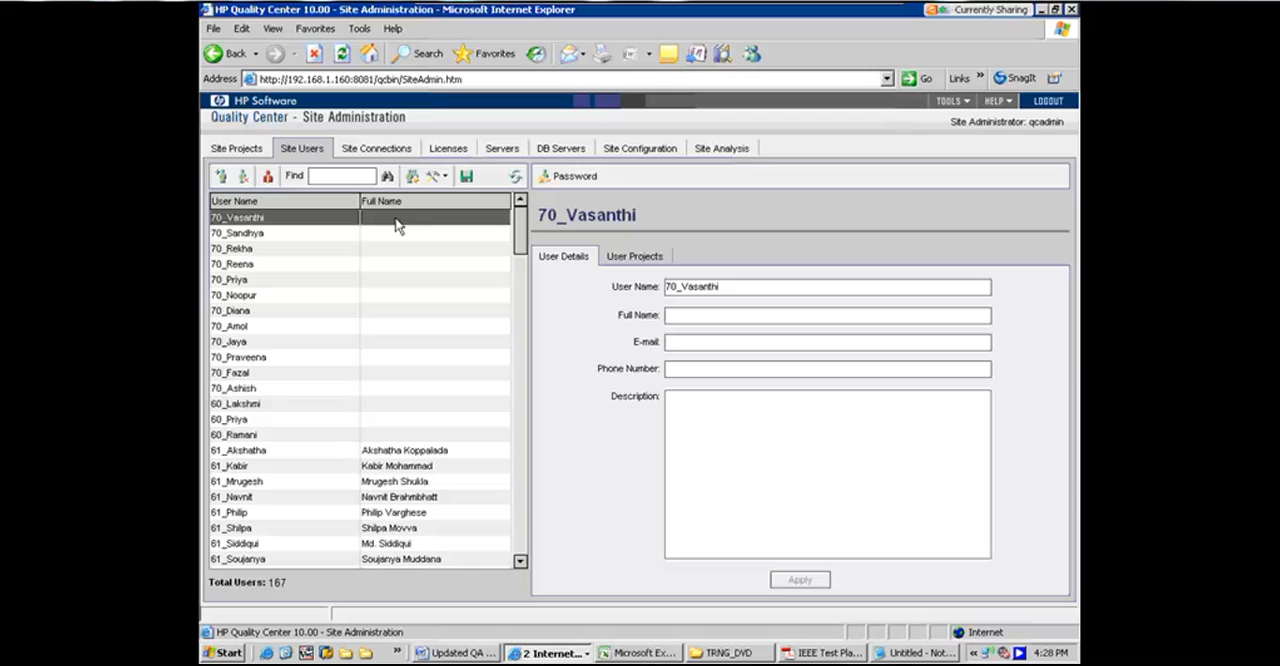 HP Quality Center 10.00 - Site Administration - Microsoft Internet Explorer
Currently Sharing
File Edit View Favorites Tools Help
Back Search Favorites
Address http://192.168.1.160:8081/qcbin/SiteAdmin.htm Go Links » SnagIt
HP Software TOOLS HELP LOGOUT
Quality Center - Site Administration
Site Administrator: qcadmin
Site Projects Site Users Site Connections Licenses Servers DB Servers Site Configuration Site Analysis
Find Password
User Name Full Name
70_Vasanthi
70_Sandhya
70_Rekha
70_Reena
70_Priya
70_Noopur
70_Diana
70_Amol
70_Jaya
70_Praveena
70_Fazal
70_Ashish
60_Lakshmi
60_Priya
60_Ramani
61_Akshatha Akshatha Koppalada
61_Kabir Kabir Mohammad
61_Mrugesh Mrugesh Shukla
61_Navnit Navnit Brahmbhatt
61_Philip Philip Varghese
61_Shilpa Shilpa Movva
61_Siddiqui Md. Siddiqui
61_Soujanya Soujanya Muddana
Total Users: 167
70_Vasanthi
User Details User Projects
User Name: 70_Vasanthi
Full Name:
E-mail:
Phone Number:
Description:
Apply
HP Quality Center 10.00 - Site Administration Internet
Start » Updated QA ... 2 Internet... Microsoft Ex... TRNG_DVD IEEE Test Pla... Untitled - Not... « 4:28 PM